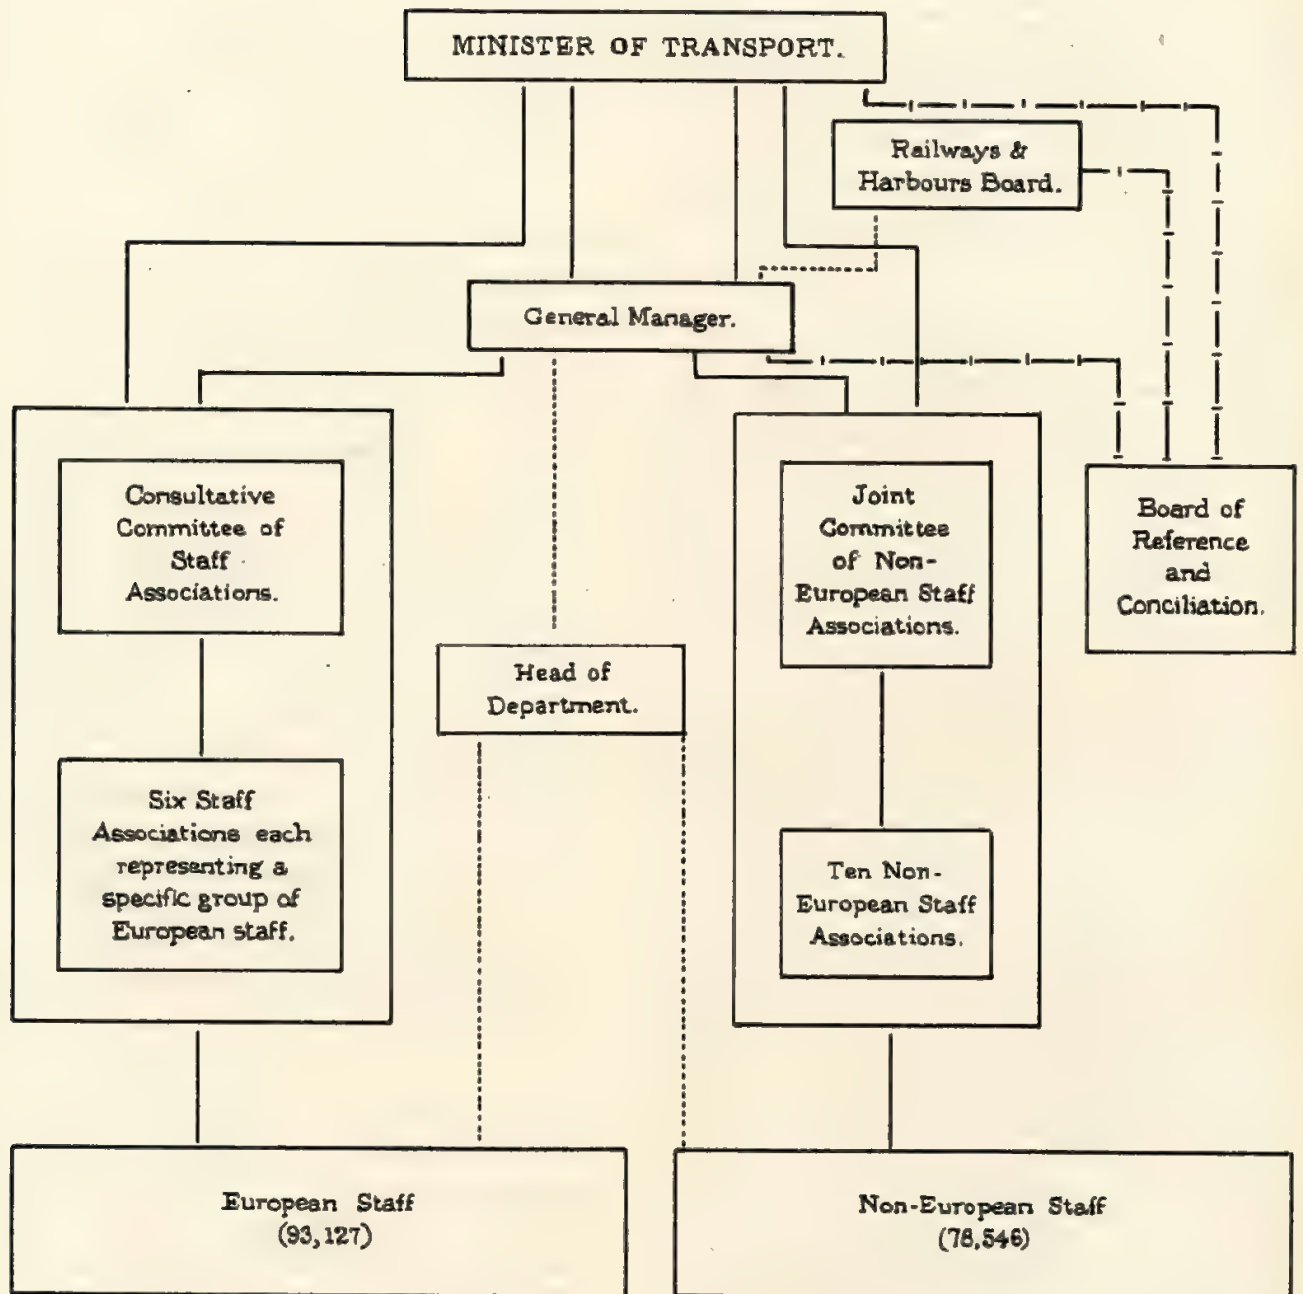 MINISTER OF TRANSPORT.
Railways &
Harbours Board.
General Manager.
Consultative
Committee of
Staff
Associations.
Joint
Committee
of Non-
European Staff
Associations.
Board of
Reference
and
Conciliation.
Head of
Department.
Six Staff
Associations each
representing a
specific group of
European staff.
Ten Non-
European Staff
Associations.
European Staff
(93,127)
Non-European Staff
(78,546)